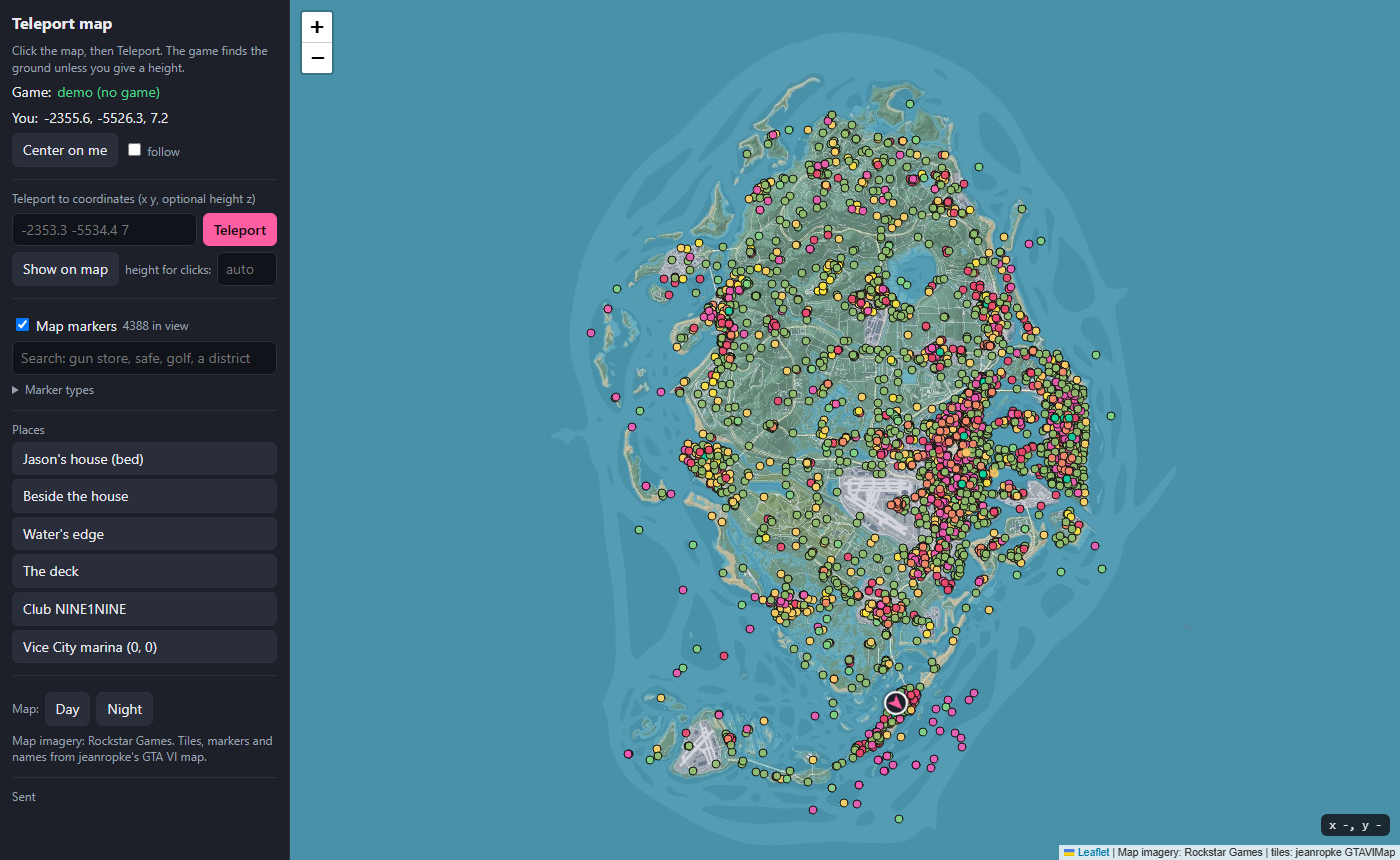 Teleport map
Click the map, then Teleport. The game finds the
ground unless you give a height.
Game: demo (no game)
You: -2355.6, -5526.3, 7.2
Center on me
follow
Teleport to coordinates (x y, optional height z)
-2353.3 -5534.4 7
Teleport
Show on map
height for clicks:
auto
Map markers 4388 in view
Search: gun store, safe, golf, a district
Marker types
Places
Jason's house (bed)
Beside the house
Water's edge
The deck
Club NINE1NINE
Vice City marina (0, 0)
Map:
Day
Night
Map imagery: Rockstar Games. Tiles, markers and
names from jeanropke's GTA VI map.
Sent
+
−
x -, y -
Leaflet | Map imagery: Rockstar Games | tiles: jeanropke GTAVIMap